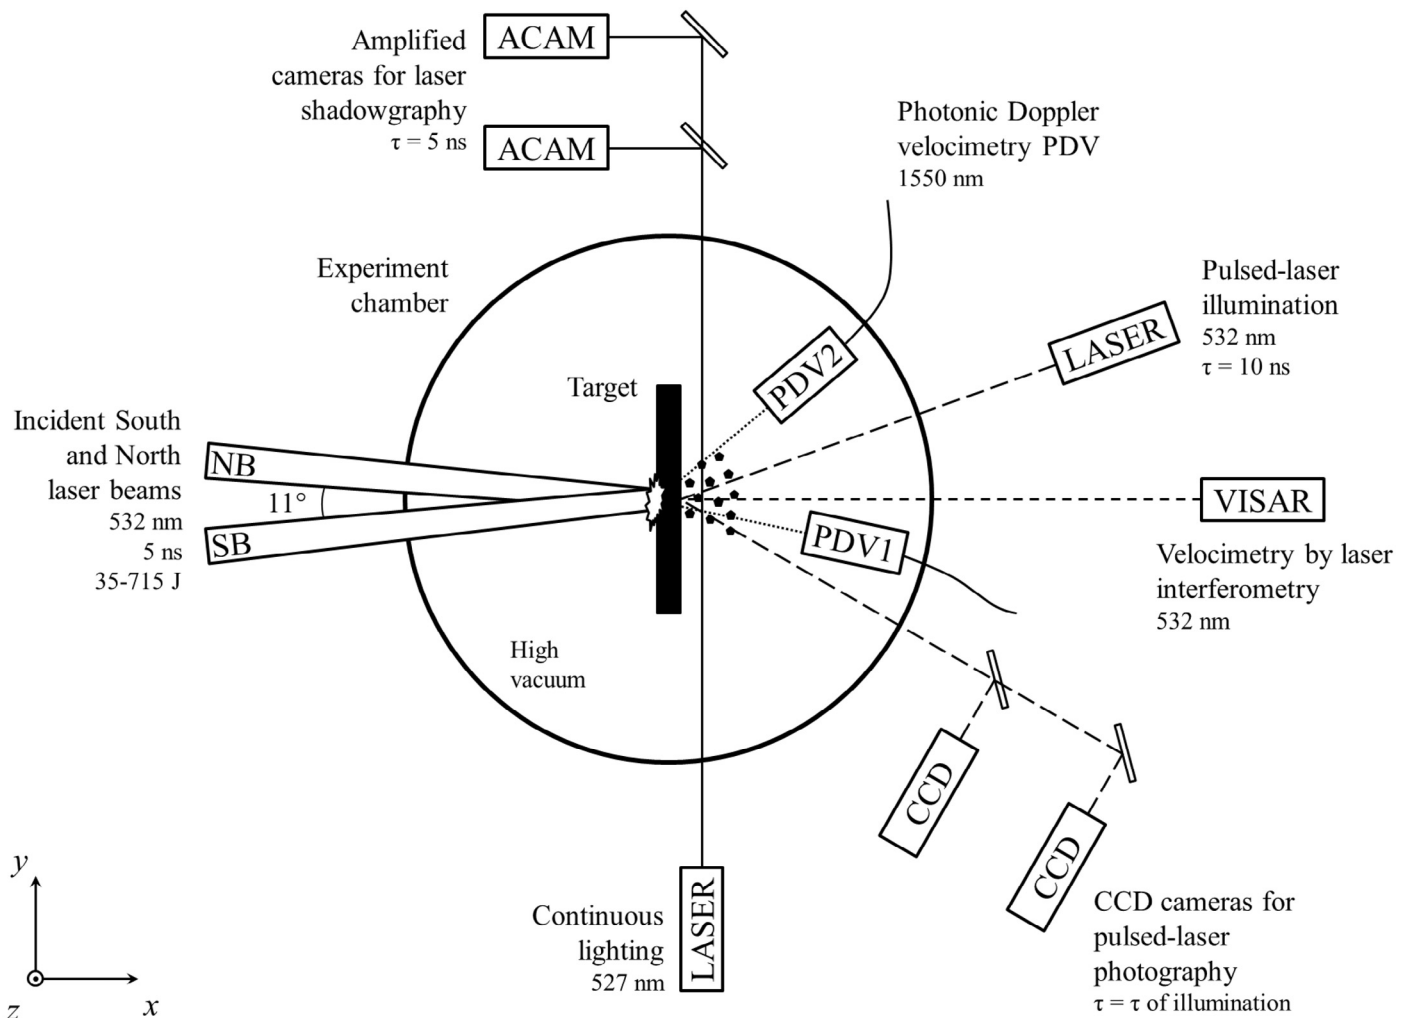 Amplified
cameras for laser
shadowgraphy
τ = 5 ns
ACAM
ACAM
Photonic Doppler
velocimetry PDV
1550 nm
Experiment
chamber
Pulsed-laser
illumination
532 nm
τ = 10 ns
LASER
PDV2
Target
Incident South
and North
laser beams
532 nm
5 ns
35-715 J
NB
11°
SB
VISAR
Velocimetry by laser
interferometry
532 nm
PDV1
High
vacuum
CCD
CCD
CCD cameras for
pulsed-laser
photography
τ = τ of illumination
Continuous
lighting
527 nm
LASER
y
z
x